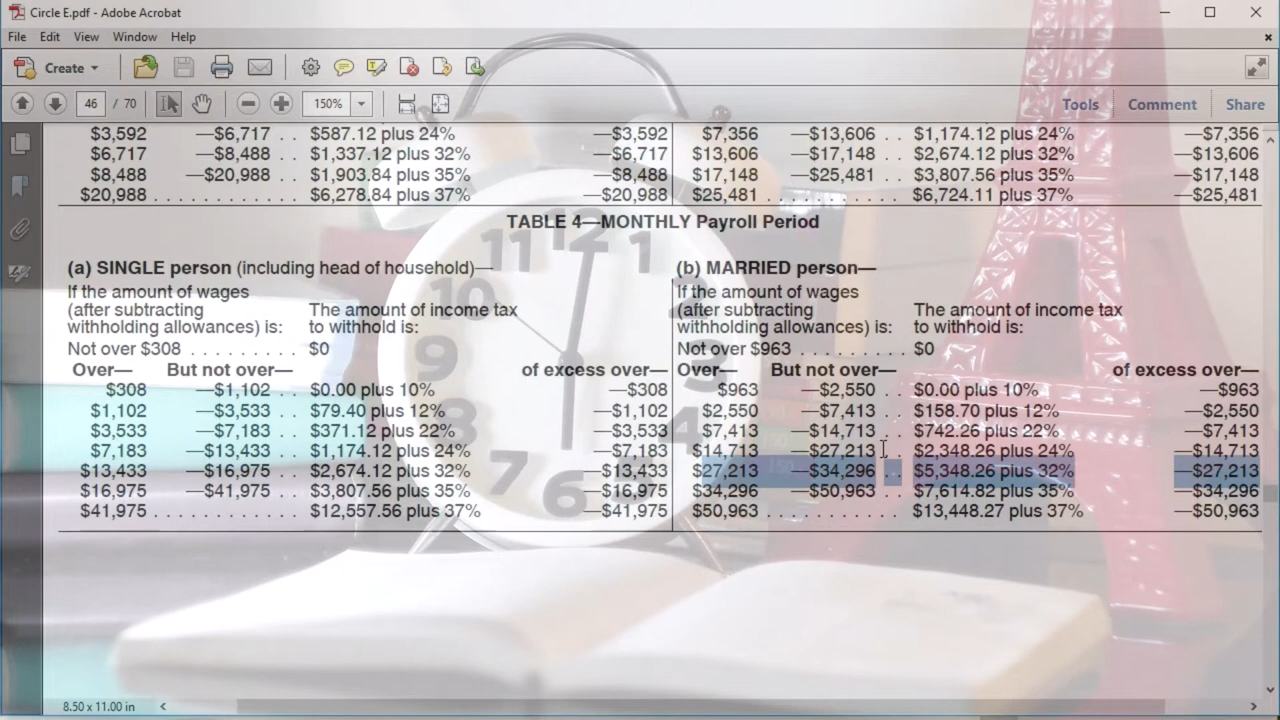 Circle E.pdf - Adobe Acrobat
File Edit View Window Help
Create
46 / 70 150% Tools Comment Share
$3,592 —$6,717 . . $587.12 plus 24% —$3,592 $7,356 —$13,606 . . $1,174.12 plus 24% —$7,356
$6,717 —$8,488 . . $1,337.12 plus 32% —$6,717 $13,606 —$17,148 . . $2,674.12 plus 32% —$13,606
$8,488 —$20,988 . . $1,903.84 plus 35% —$8,488 $17,148 —$25,481 . . $3,807.56 plus 35% —$17,148
$20,988 . . . . . . . . . . . . $6,278.84 plus 37% —$20,988 $25,481 . . . . . . . . . . . $6,724.11 plus 37% —$25,481
TABLE 4—MONTHLY Payroll Period
(a) SINGLE person (including head of household)— (b) MARRIED person—
If the amount of wages (after subtracting withholding allowances) is: The amount of income tax to withhold is: If the amount of wages (after subtracting withholding allowances) is: The amount of income tax to withhold is:
Not over $308 . . . . . . . . . $0 Not over $963 . . . . . . . . . $0
Over— But not over— of excess over— Over— But not over— of excess over—
$308 —$1,102 . . $0.00 plus 10% —$308 $963 —$2,550 . . $0.00 plus 10% —$963
$1,102 —$3,533 . . $79.40 plus 12% —$1,102 $2,550 —$7,413 . . $158.70 plus 12% —$2,550
$3,533 —$7,183 . . $371.12 plus 22% —$3,533 $7,413 —$14,713 . . $742.26 plus 22% —$7,413
$7,183 —$13,433 . . $1,174.12 plus 24% —$7,183 $14,713 —$27,213 . . $2,348.26 plus 24% —$14,713
$13,433 —$16,975 . . $2,674.12 plus 32% —$13,433 $27,213 —$34,296 . . $5,348.26 plus 32% —$27,213
$16,975 —$41,975 . . $3,807.56 plus 35% —$16,975 $34,296 —$50,963 . . $7,614.82 plus 35% —$34,296
$41,975 . . . . . . . . . . . . $12,557.56 plus 37% —$41,975 $50,963 . . . . . . . . . . . $13,448.27 plus 37% —$50,963
12
11 1
10
9 3
8 4
7 6
8.50 x 11.00 in